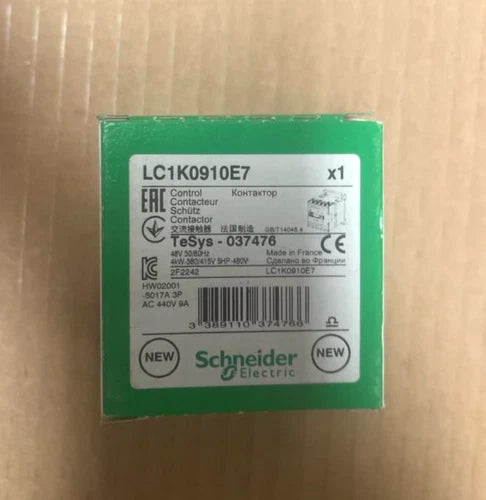 LC1K0910E7 x1
EAC Control Контактор
Contacteur
Schütz
Contactor
交流接触器 法国制造 GB/T14048.4
TeSys - 037476 CE
48V 50/60Hz Made in France
4kW-380/415V 5HP-480V Сделано во Франции
2F2242 LC1K0910E7
HW02001
-5017A 3P
AC 440V 9A
3 389110 374766
NEW Schneider NEW
Electric